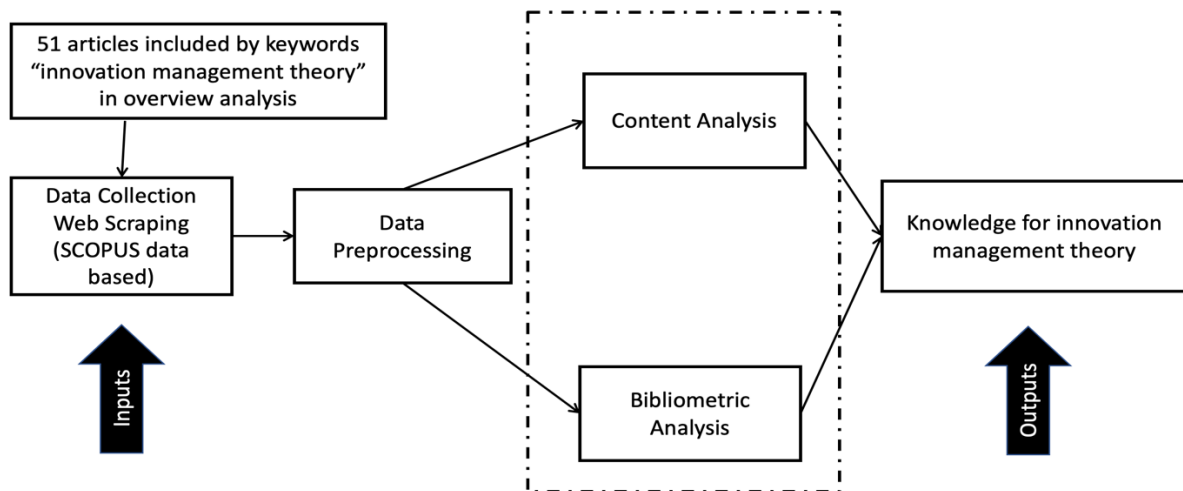 51 articles included by keywords
“innovation management theory”
in overview analysis
Data Collection
Web Scraping
(SCOPUS data
based)
Data
Preprocessing
Content Analysis
Bibliometric
Analysis
Knowledge for innovation
management theory
Inputs
Outputs